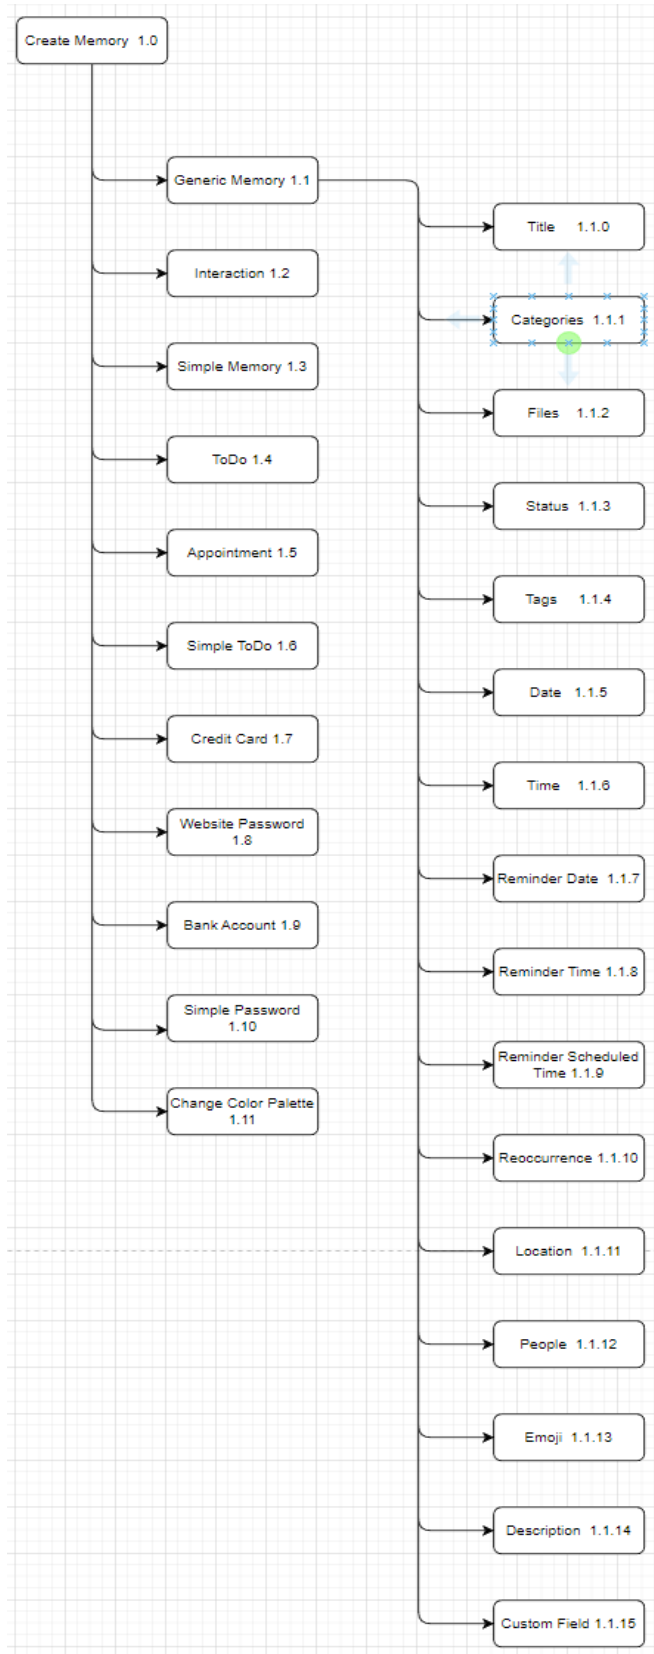 Create Memory 1.0
Generic Memory 1.1
Interaction 1.2
Simple Memory 1.3
ToDo 1.4
Appointment 1.5
Simple ToDo 1.6
Credit Card 1.7
Website Password
1.8
Bank Account 1.9
Simple Password
1.10
Change Color Palette
1.11
Title 1.1.0
Categories 1.1.1
Files 1.1.2
Status 1.1.3
Tags 1.1.4
Date 1.1.5
Time 1.1.6
Reminder Date 1.1.7
Reminder Time 1.1.8
Reminder Scheduled
Time 1.1.9
Reoccurrence 1.1.10
Location 1.1.11
People 1.1.12
Emoji 1.1.13
Description 1.1.14
Custom Field 1.1.15